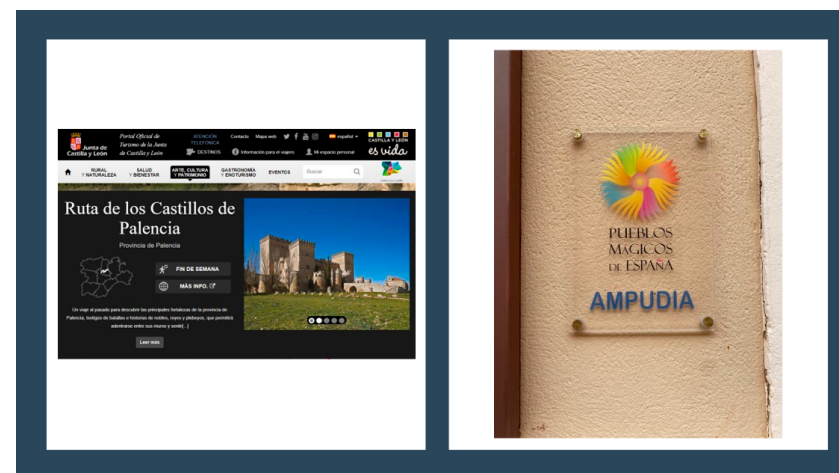 Junta de
Castilla y León
Portal Oficial de
Turismo de la Junta
de Castilla y León
ATENCIÓN
TELEFÓNICA
Contacto
Mapa web
español
DESTINOS
Información para el viajero
Mi espacio personal
CASTILLA Y LEÓN
es vida
RURAL
Y NATURALEZA
SALUD
Y BIENESTAR
ARTE, CULTURA
Y PATRIMONIO
GASTRONOMÍA
Y ENOTURISMO
EVENTOS
Buscar
Ruta de los Castillos de
Palencia
Provincia de Palencia
FIN DE SEMANA
MÁS INFO.
Un viaje al pasado para descubrir las principales fortalezas de la provincia de
Palencia, testigos de batallas e historias de nobles, reyes y plebeyos, que permitirá
adentrarse entre sus muros y sentir[...]
Leer más
PUEBLOS
MÁGICOS
DE ESPAÑA
AMPUDIA